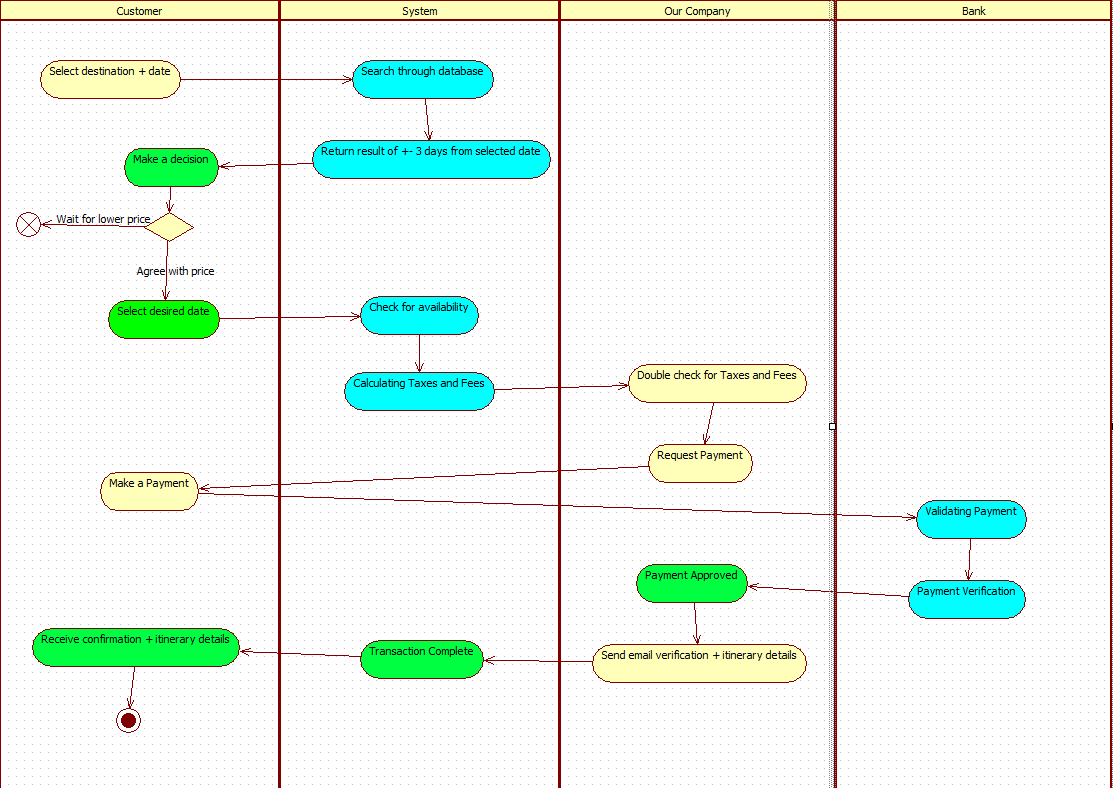 Customer
System
Our Company
Bank
Select destination + date
Search through database
Return result of +- 3 days from selected date
Make a decision
Wait for lower price
Agree with price
Select desired date
Check for availability
Calculating Taxes and Fees
Double check for Taxes and Fees
Request Payment
Make a Payment
Validating Payment
Payment Approved
Payment Verification
Receive confirmation + itinerary details
Transaction Complete
Send email verification + itinerary details